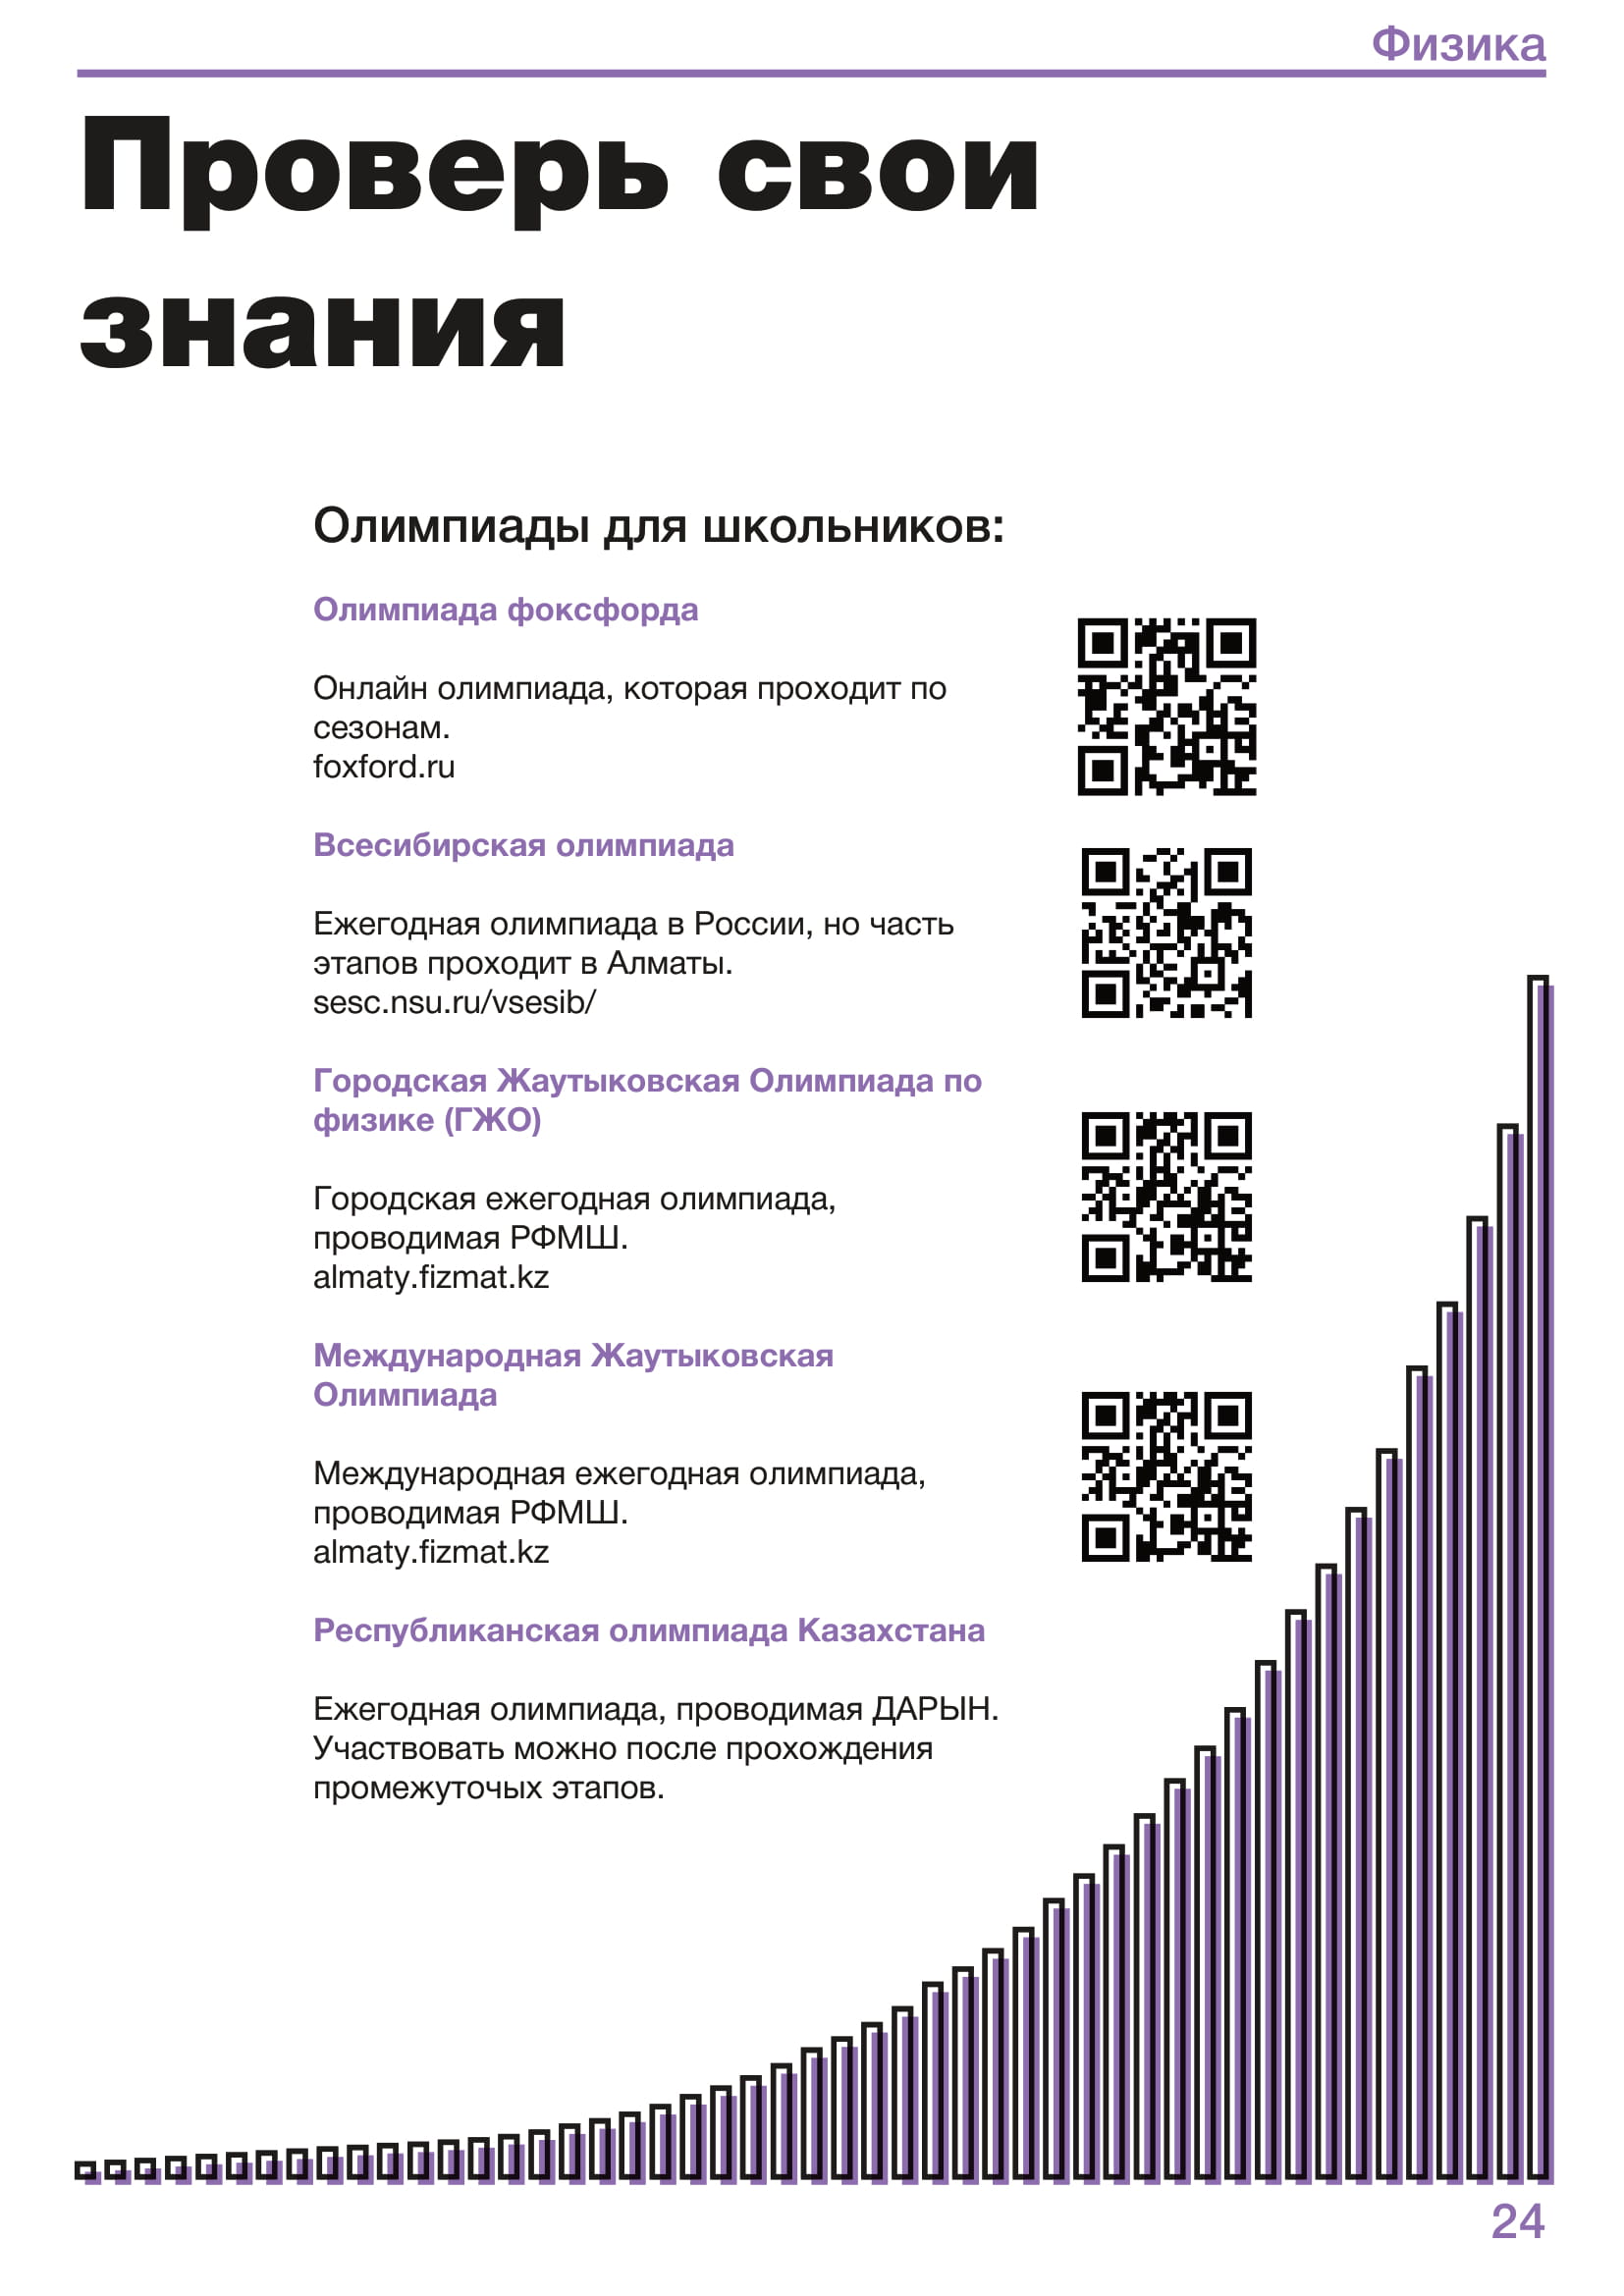 Физика
Проверь свои
знания
Олимпиады для школьников:
Олимпиада фоксфорда
Онлайн олимпиада, которая проходит по
сезонам.
foxford.ru
Всесибирская олимпиада
Ежегодная олимпиада в России, но часть
этапов проходит в Алматы.
sesc.nsu.ru/vsesib/
Городская Жаутыковская Олимпиада по
физике (ГЖО)
Городская ежегодная олимпиада,
проводимая РФМШ.
almaty.fizmat.kz
Международная Жаутыковская
Олимпиада
Международная ежегодная олимпиада,
проводимая РФМШ.
almaty.fizmat.kz
Республиканская олимпиада Казахстана
Ежегодная олимпиада, проводимая ДАРЫН.
Участвовать можно после прохождения
промежуточых этапов.
24